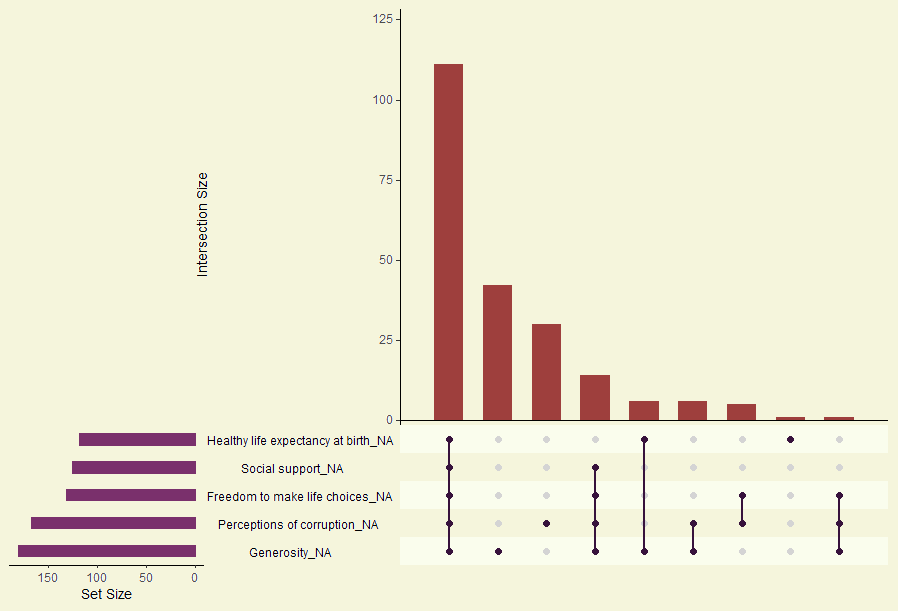 125
100
75
50
25
0
Intersection Size
Healthy life expectancy at birth_NA
Social support_NA
Freedom to make life choices_NA
Perceptions of corruption_NA
Generosity_NA
150 100 50 0
Set Size